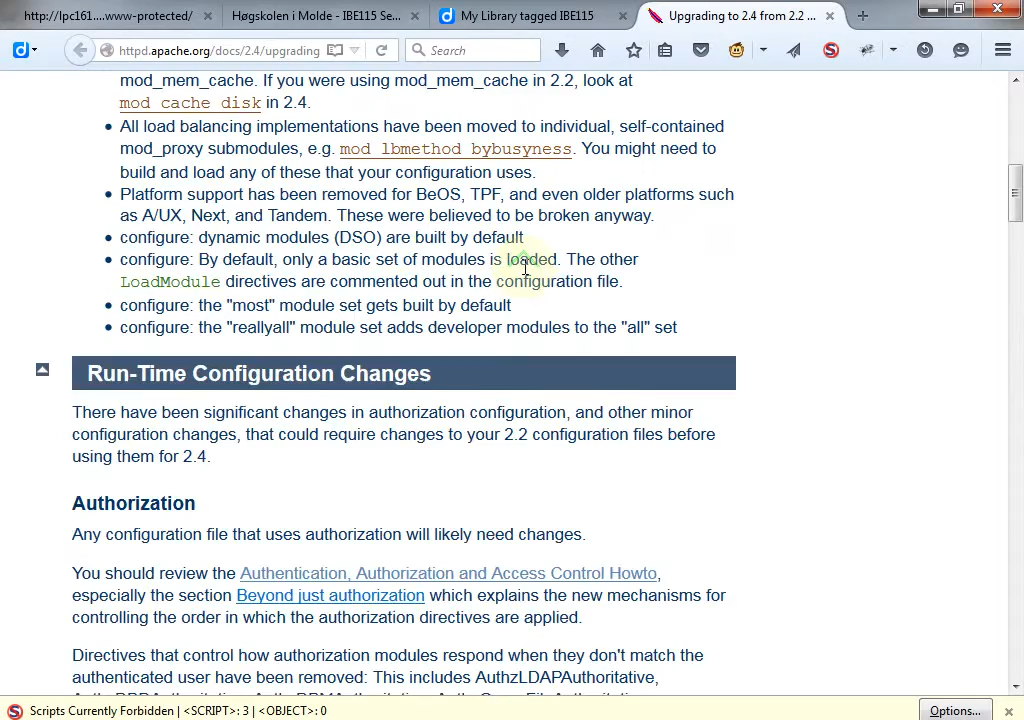 http://lpc161....www-protected/
Høgskolen i Molde - IBE115 Se...
My Library tagged IBE115
Upgrading to 2.4 from 2.2 ...
httpd.apache.org/docs/2.4/upgrading
Search
mod_mem_cache. If you were using mod_mem_cache in 2.2, look at
mod_cache_disk in 2.4.
All load balancing implementations have been moved to individual, self-contained
mod_proxy submodules, e.g. mod_lbmethod_bybusyness. You might need to
build and load any of these that your configuration uses.
Platform support has been removed for BeOS, TPF, and even older platforms such
as A/UX, Next, and Tandem. These were believed to be broken anyway.
configure: dynamic modules (DSO) are built by default
configure: By default, only a basic set of modules is loaded. The other
LoadModule directives are commented out in the configuration file.
configure: the "most" module set gets built by default
configure: the "reallyall" module set adds developer modules to the "all" set
Run-Time Configuration Changes
There have been significant changes in authorization configuration, and other minor
configuration changes, that could require changes to your 2.2 configuration files before
using them for 2.4.
Authorization
Any configuration file that uses authorization will likely need changes.
You should review the Authentication, Authorization and Access Control Howto,
especially the section Beyond just authorization which explains the new mechanisms for
controlling the order in which the authorization directives are applied.
Directives that control how authorization modules respond when they don't match the
authenticated user have been removed: This includes AuthzLDAPAuthoritative,
Scripts Currently Forbidden | <SCRIPT>: 3 | <OBJECT>: 0
Options...